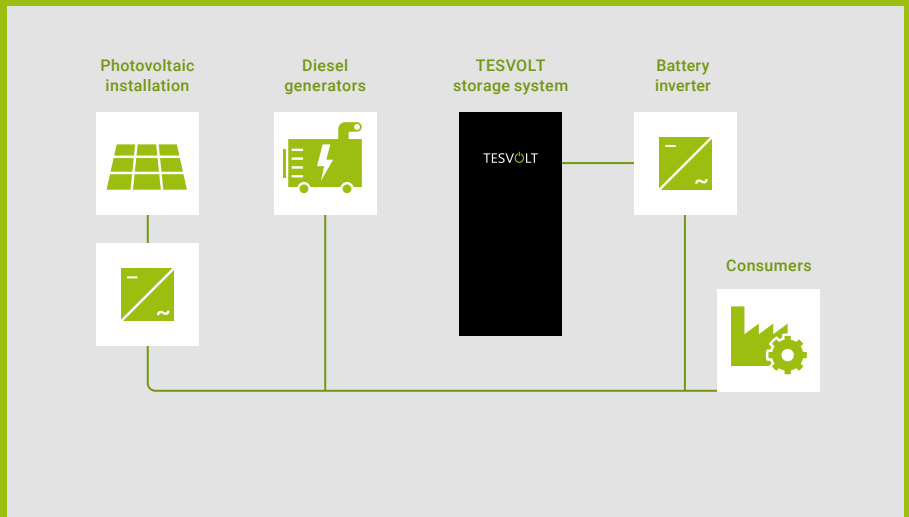 Photovoltaic
installation
Diesel
generators
TESVOLT
storage system
Battery
inverter
TESVOLT
Consumers